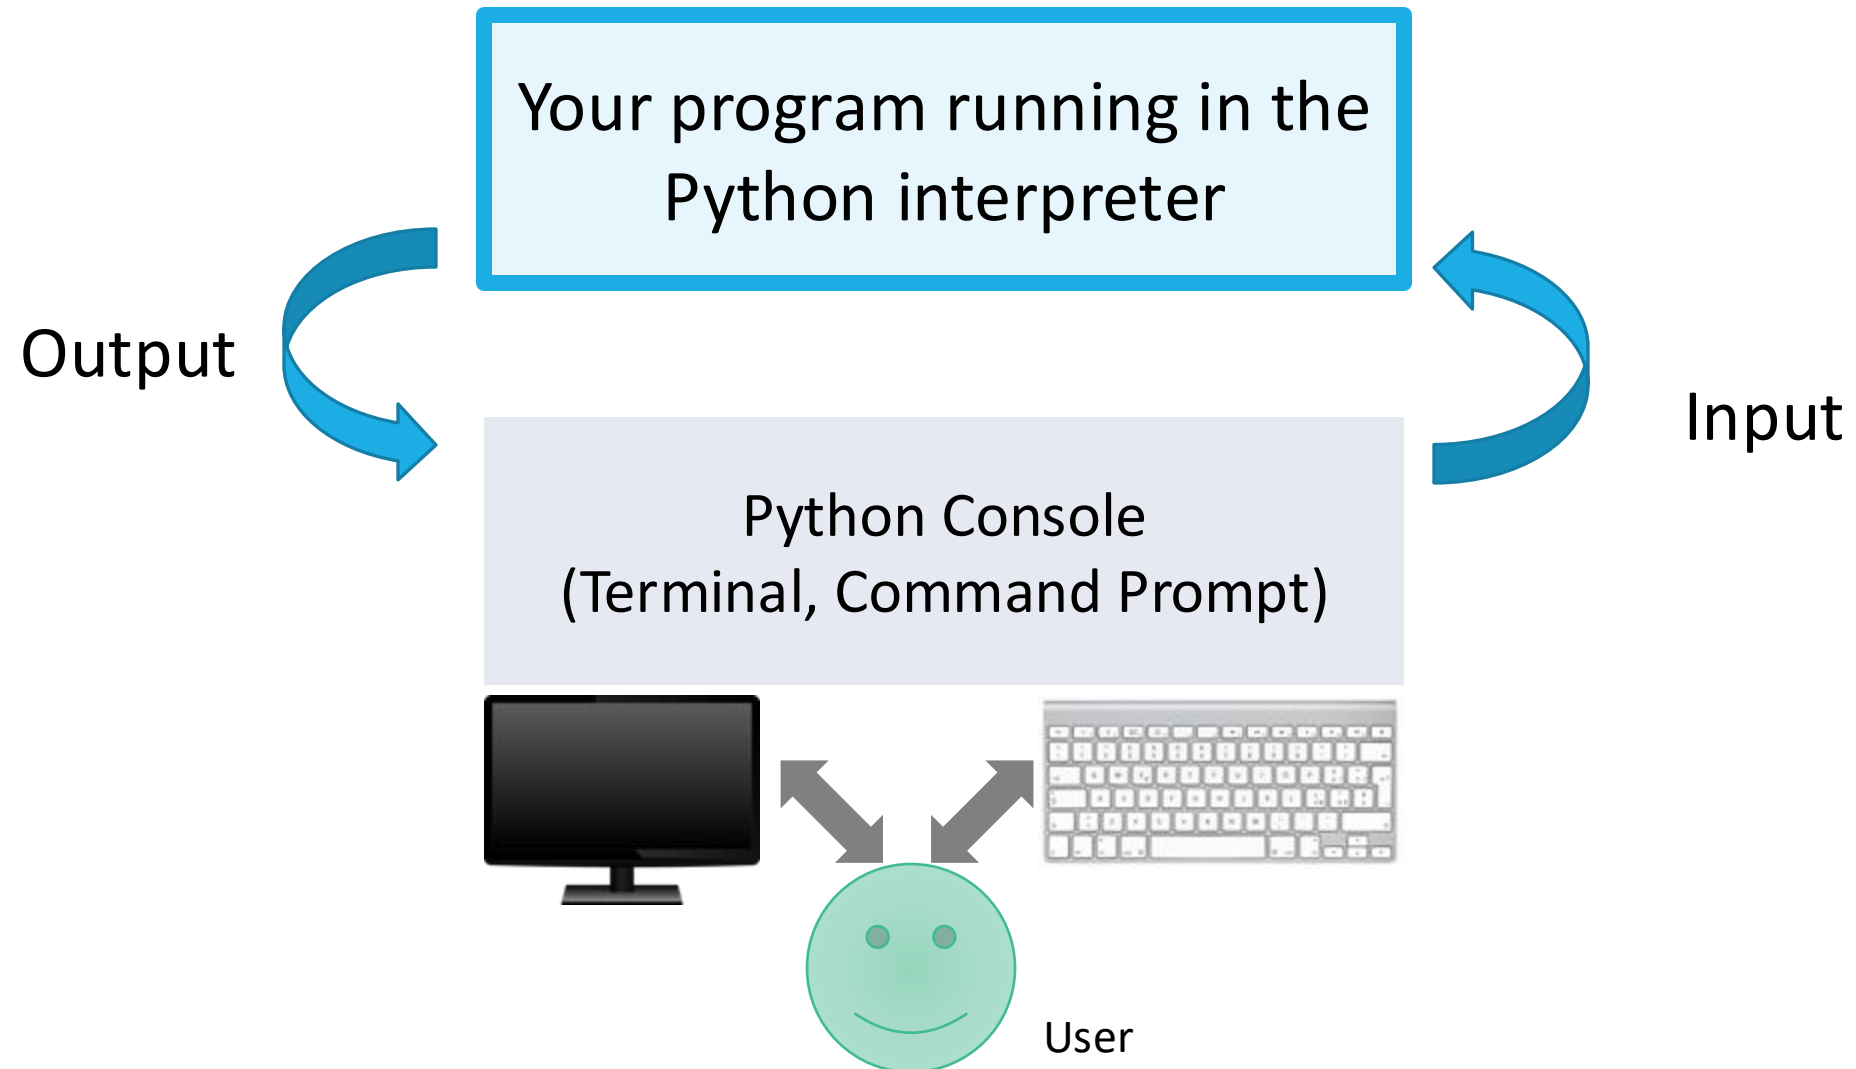 Your program running in the
Python interpreter
Output
Input
Python Console
(Terminal, Command Prompt)
User